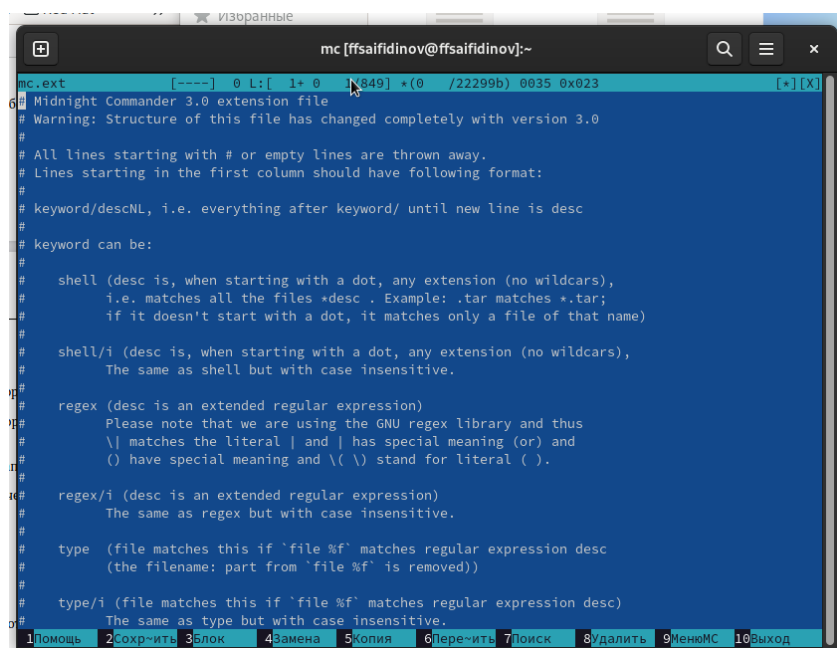 Избранные
mc [ffsaifidinov@ffsaifidinov]:~
mc.ext [----] 0 L:[ 1+ 0 1/849] *(0 /22299b) 0035 0x023 [*][X]
# Midnight Commander 3.0 extension file
# Warning: Structure of this file has changed completely with version 3.0
#
# All lines starting with # or empty lines are thrown away.
# Lines starting in the first column should have following format:
#
# keyword/descNL, i.e. everything after keyword/ until new line is desc
#
# keyword can be:
#
#    shell (desc is, when starting with a dot, any extension (no wildcars),
#          i.e. matches all the files *desc . Example: .tar matches *.tar;
#          if it doesn't start with a dot, it matches only a file of that name)
#
#    shell/i (desc is, when starting with a dot, any extension (no wildcars),
#          The same as shell but with case insensitive.
#
#    regex (desc is an extended regular expression)
#          Please note that we are using the GNU regex library and thus
#          \| matches the literal | and | has special meaning (or) and
#          () have special meaning and \( \) stand for literal ( ).
#
#    regex/i (desc is an extended regular expression)
#          The same as regex but with case insensitive.
#
#    type  (file matches this if `file %f` matches regular expression desc
#          (the filename: part from `file %f` is removed))
#
#    type/i (file matches this if `file %f` matches regular expression desc)
#          The same as type but with case insensitive.
1Помощь 2Сохр~ить 3Блок 4Замена 5Копия 6Пере~ить 7Поиск 8Удалить 9МенюМС 10Выход